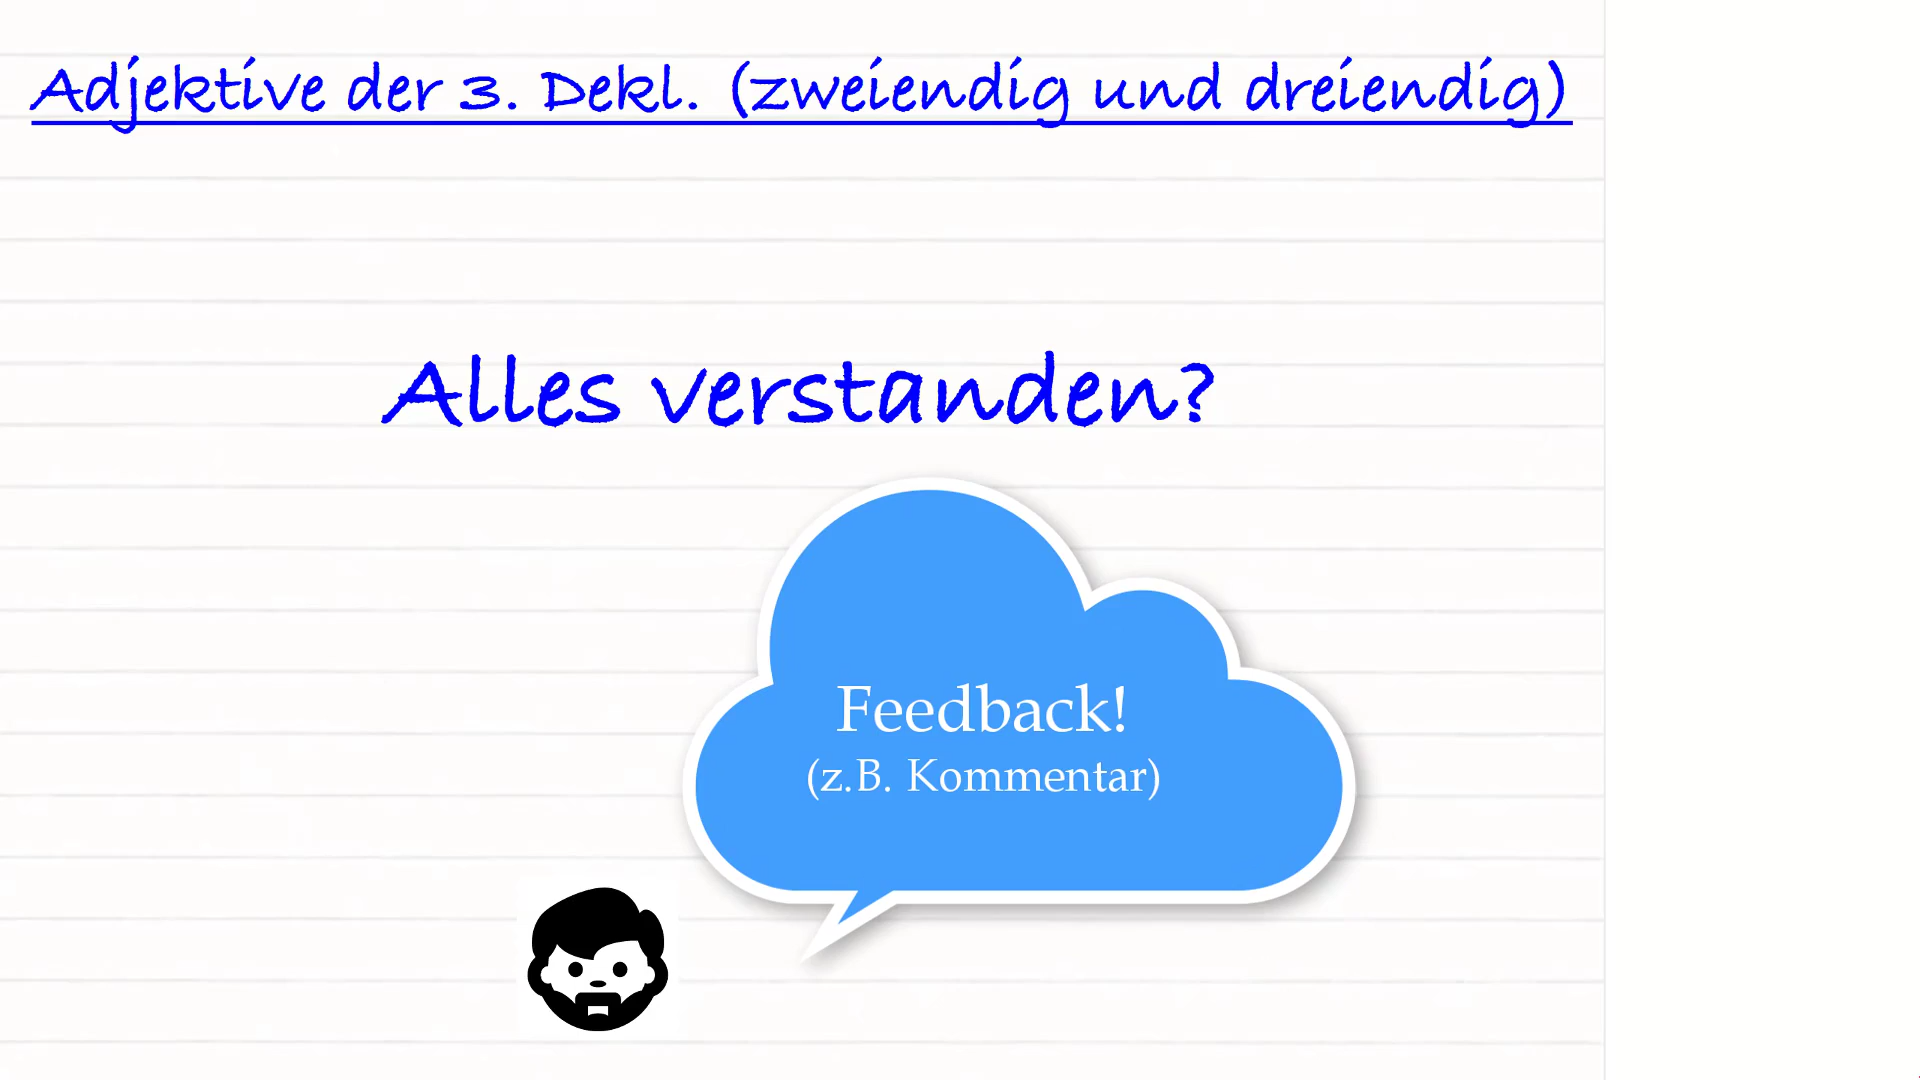 Adjektive der 3. Dekl. (zweiendig und dreiendig)
Alles verstanden?
Feedback!
(z.B. Kommentar)